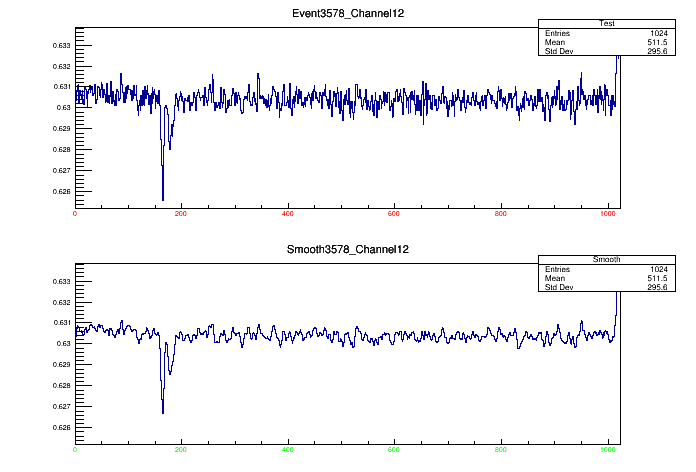 Event3578_Channel12
Test
Entries 1024
Mean 511.5
Std Dev 295.6
0.633
0.632
0.631
0.63
0.629
0.628
0.627
0.626
0 200 400 600 800 1000
Smooth3578_Channel12
Smooth
Entries 1024
Mean 511.5
Std Dev 295.6
0.633
0.632
0.631
0.63
0.629
0.628
0.627
0.626
0 200 400 600 800 1000